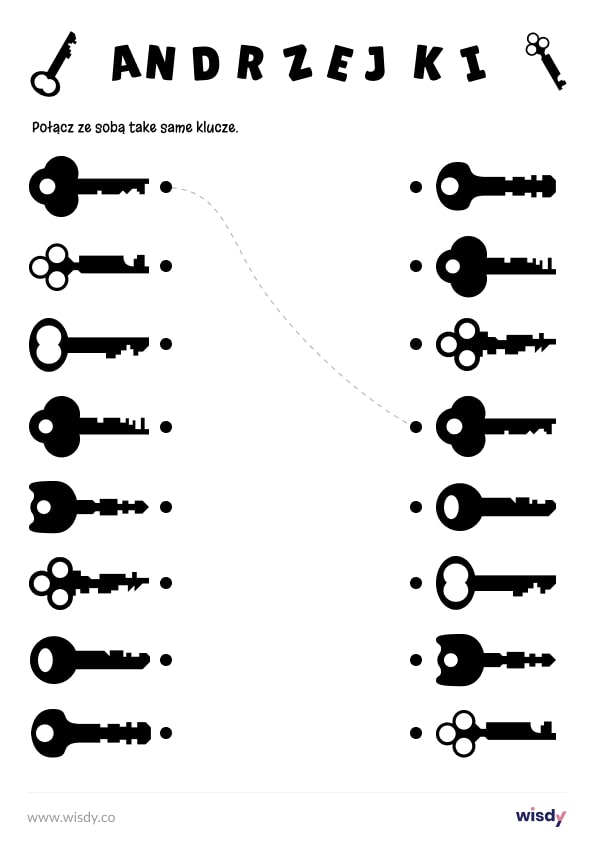 ANDRZEJKI
Połącz ze sobą take same klucze.
www.wisdy.co
wisdy